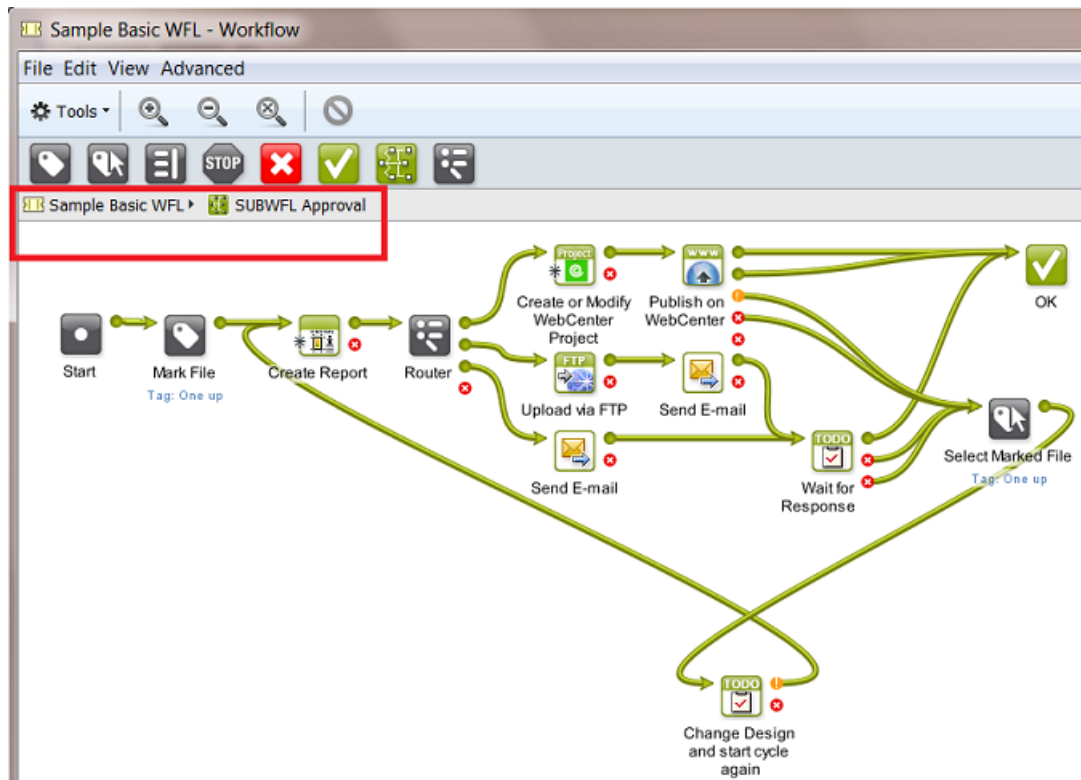 Sample Basic WFL - Workflow
File Edit View Advanced
Tools
STOP
Sample Basic WFL
SUBWFL Approval
Project
Create or Modify
WebCenter
Project
WWW
Publish on
WebCenter
OK
Start
Mark File
Tag: One up
Create Report
Router
FTP
Upload via FTP
Send E-mail
Send E-mail
TODO
Wait for
Response
Select Marked File
Tag: One up
TODO
Change Design
and start cycle
again